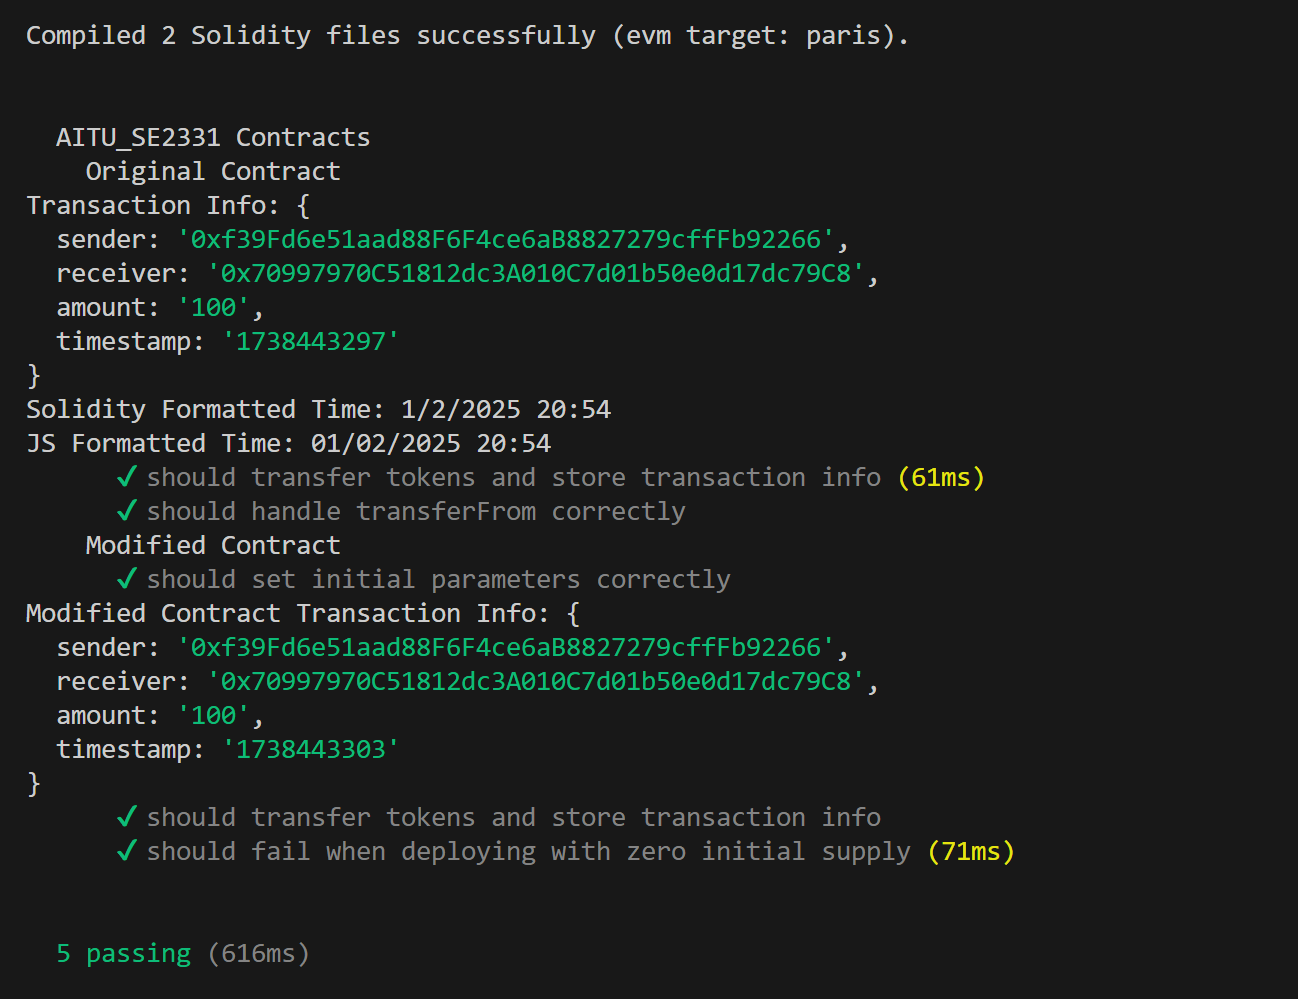 Compiled 2 Solidity files successfully (evm target: paris).
AITU_SE2331 Contracts
Original Contract
Transaction Info: {
sender: '0xf39Fd6e51aad88F6F4ce6aB8827279cffFb92266',
receiver: '0x70997970C51812dc3A010C7d01b50e0d17dc79C8',
amount: '100',
timestamp: '1738443297'
}
Solidity Formatted Time: 1/2/2025 20:54
JS Formatted Time: 01/02/2025 20:54
✓ should transfer tokens and store transaction info (61ms)
✓ should handle transferFrom correctly
Modified Contract
✓ should set initial parameters correctly
Modified Contract Transaction Info: {
sender: '0xf39Fd6e51aad88F6F4ce6aB8827279cffFb92266',
receiver: '0x70997970C51812dc3A010C7d01b50e0d17dc79C8',
amount: '100',
timestamp: '1738443303'
}
✓ should transfer tokens and store transaction info
✓ should fail when deploying with zero initial supply (71ms)
5 passing (616ms)